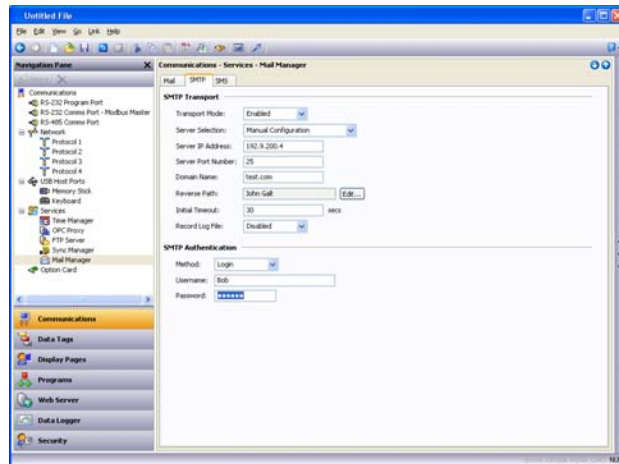 Untitled File
File Edit View Go Link Help
Navigation Pane
Communications - Services - Mail Manager
Mail SMTP SMS
Communications
RS-232 Program Port
RS-232 Comms Port - Modbus Master
RS-485 Comms Port
Network
Protocol 1
Protocol 2
Protocol 3
Protocol 4
USB Host Ports
Memory Stick
Keyboard
Services
Time Manager
OPC Proxy
FTP Server
Sync Manager
Mail Manager
Option Card
SMTP Transport
Transport Mode: Enabled
Server Selection: Manual Configuration
Server IP Address: 192.9.200.4
Server Port Number: 25
Domain Name: test.com
Reverse Path: John Galt Edit...
Initial Timeout: 30 secs
Record Log File: Disabled
SMTP Authentication
Method: Login
Username: Bob
Password:
Communications
Data Tags
Display Pages
Programs
Web Server
Data Logger
Security